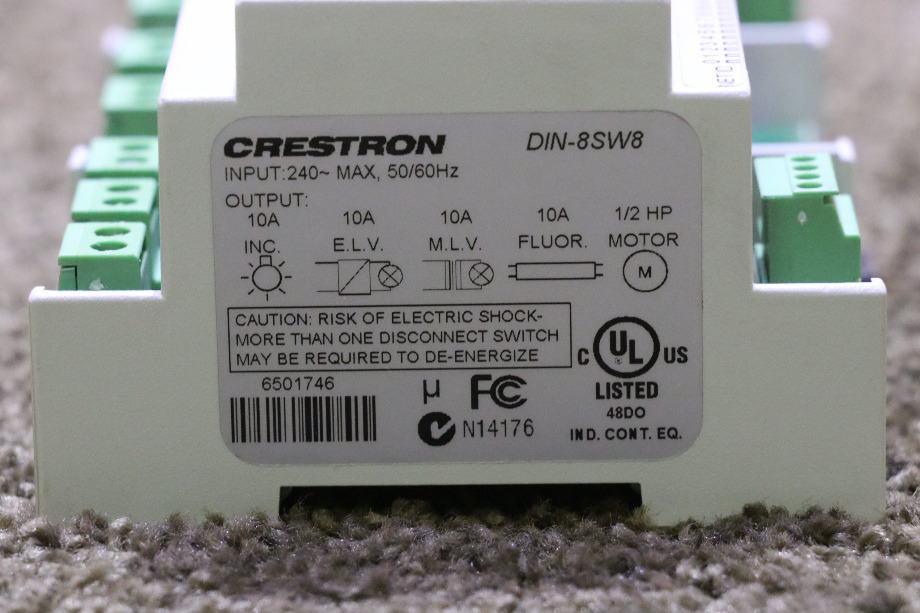 CRESTRON DIN-8SW8
INPUT:240~ MAX, 50/60Hz
OUTPUT:
10A 10A 10A 10A 1/2 HP
INC. E.L.V. M.L.V. FLUOR. MOTOR
M
CAUTION: RISK OF ELECTRIC SHOCK-
MORE THAN ONE DISCONNECT SWITCH
MAY BE REQUIRED TO DE-ENERGIZE
6501746
µ FC
N14176
C UL US
LISTED
48DO
IND. CONT. EQ.